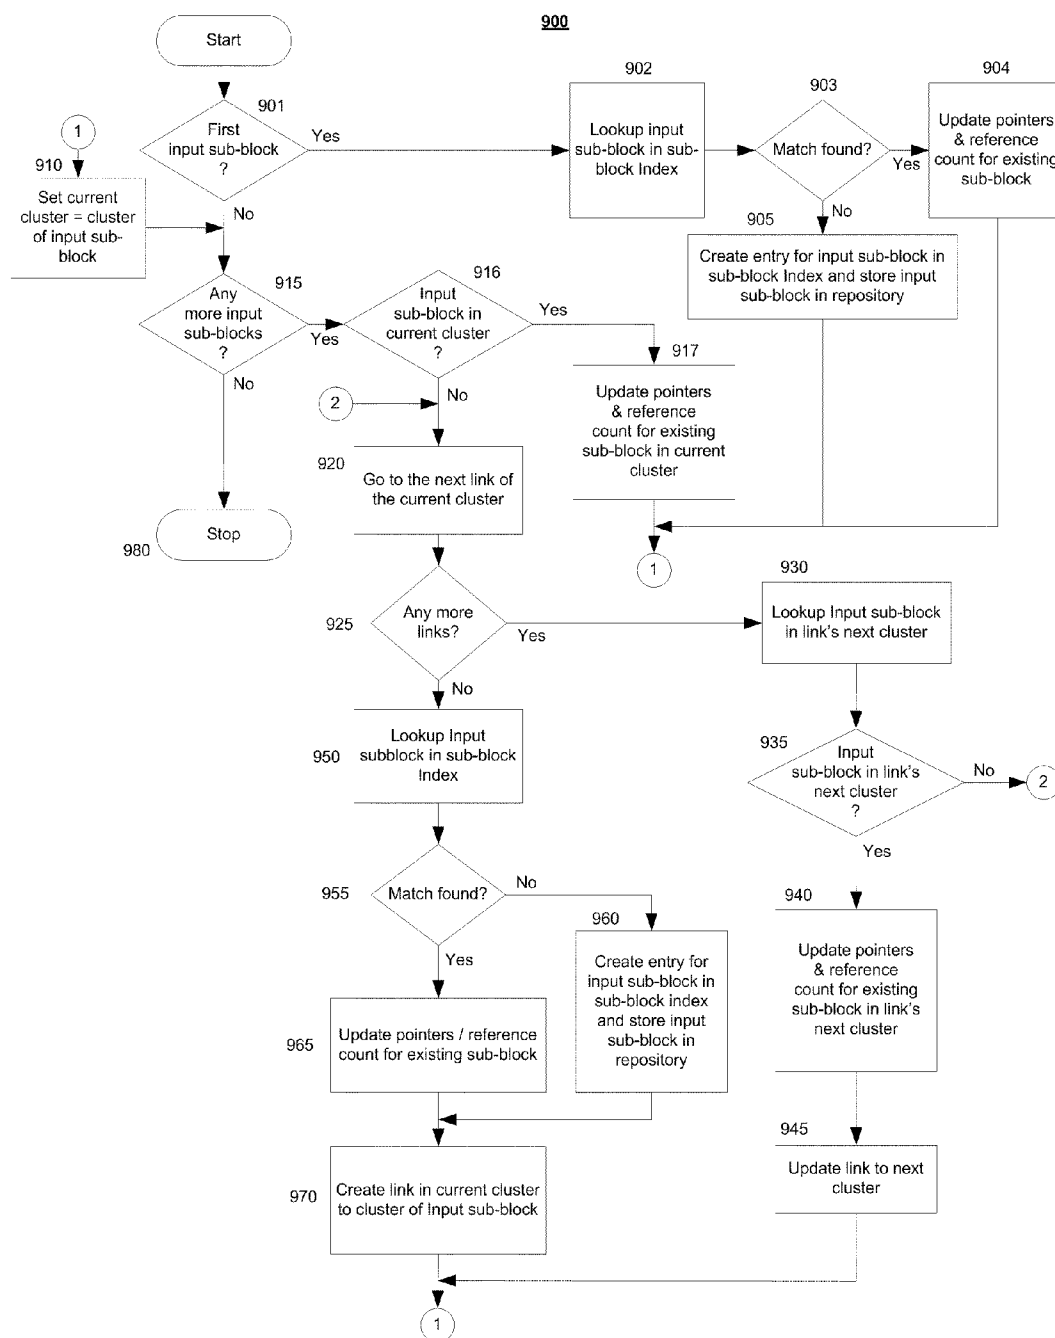 900
Start
901
First
input sub-block
?
Yes
No
902
Lookup input
sub-block in sub-
block Index
903
Match found?
Yes
No
904
Update pointers
& reference
count for existing
sub-block
905
Create entry for input sub-block in
sub-block Index and store input
sub-block in repository
1
910
Set current
cluster = cluster
of input sub-
block
915
Any
more input
sub-blocks
?
Yes
No
916
Input
sub-block in
current cluster
?
Yes
No
917
Update pointers
& reference
count for existing
sub-block in current
cluster
1
2
920
Go to the next link of
the current cluster
Stop
980
925
Any more
links?
Yes
No
930
Lookup Input sub-block
in link's next cluster
935
Input
sub-block in link's
next cluster
?
No
2
Yes
940
Update pointers
& reference
count for existing
sub-block in link's
next cluster
945
Update link to next
cluster
950
Lookup Input
subblock in sub-block
Index
955
Match found?
No
Yes
960
Create entry for
input sub-block in
sub-block index
and store input
sub-block in
repository
965
Update pointers / reference
count for existing sub-block
970
Create link in current cluster
to cluster of Input sub-block
1